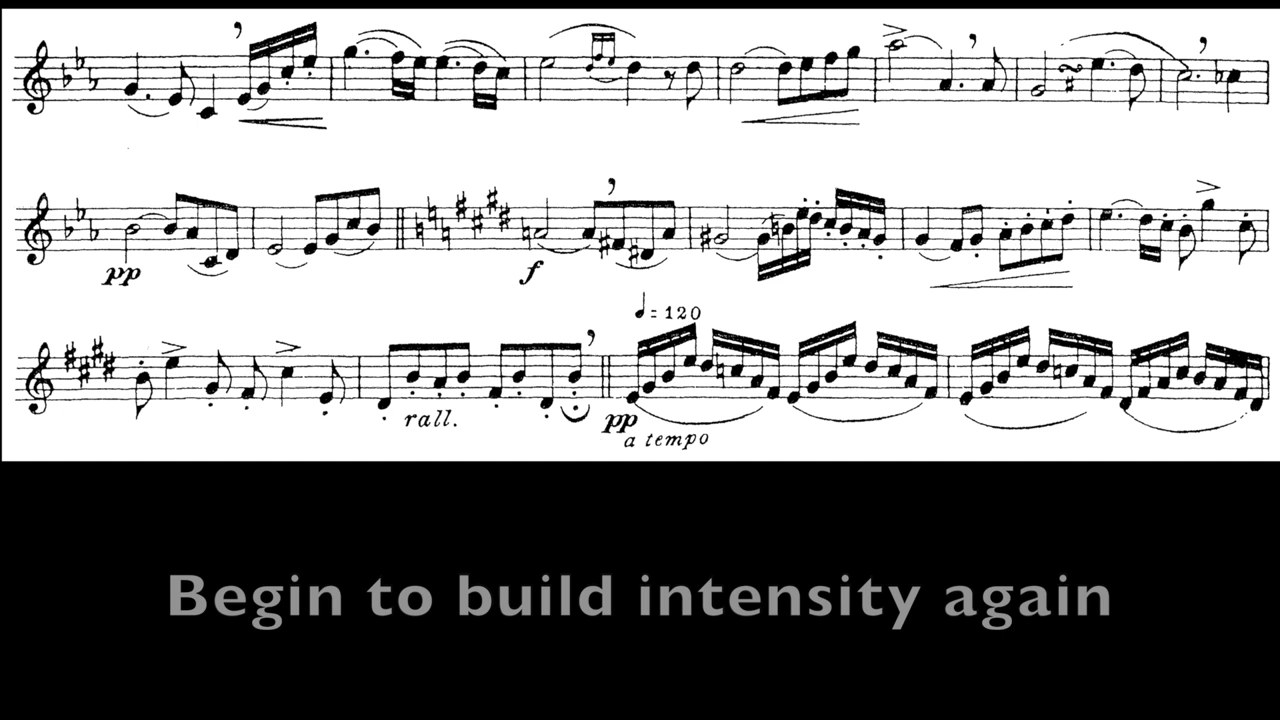 pp
f
♩= 120
rall.
pp
a tempo
Begin to build intensity again